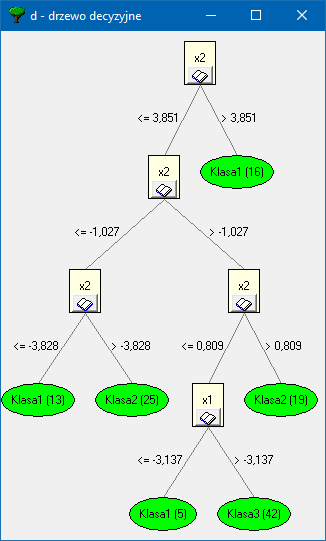 d - drzewo decyzyjne
x2
<= 3,851
> 3,851
x2
Klasa1 (16)
<= -1,027
> -1,027
x2
x2
<= -3,828
> -3,828
<= 0,809
> 0,809
Klasa1 (13)
Klasa2 (25)
x1
Klasa2 (19)
<= -3,137
> -3,137
Klasa1 (5)
Klasa3 (42)